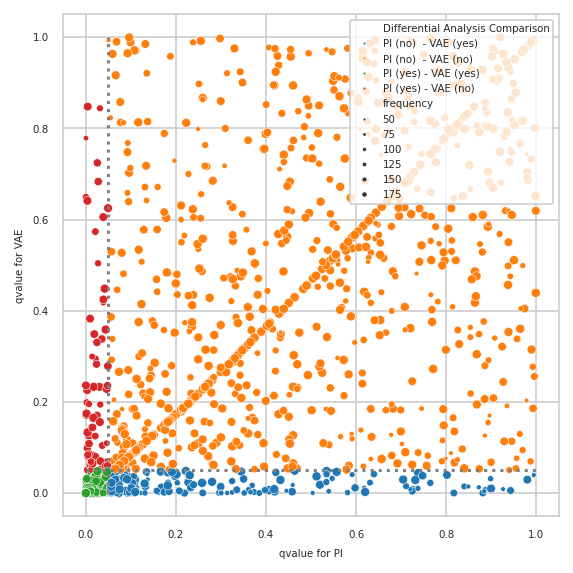 Differential Analysis Comparison
PI (no) - VAE (yes)
PI (no) - VAE (no)
PI (yes) - VAE (yes)
PI (yes) - VAE (no)
frequency
50
75
100
125
150
175
1.0
0.8
0.6
0.4
0.2
0.0
qvalue for VAE
0.0 0.2 0.4 0.6 0.8 1.0
qvalue for PI